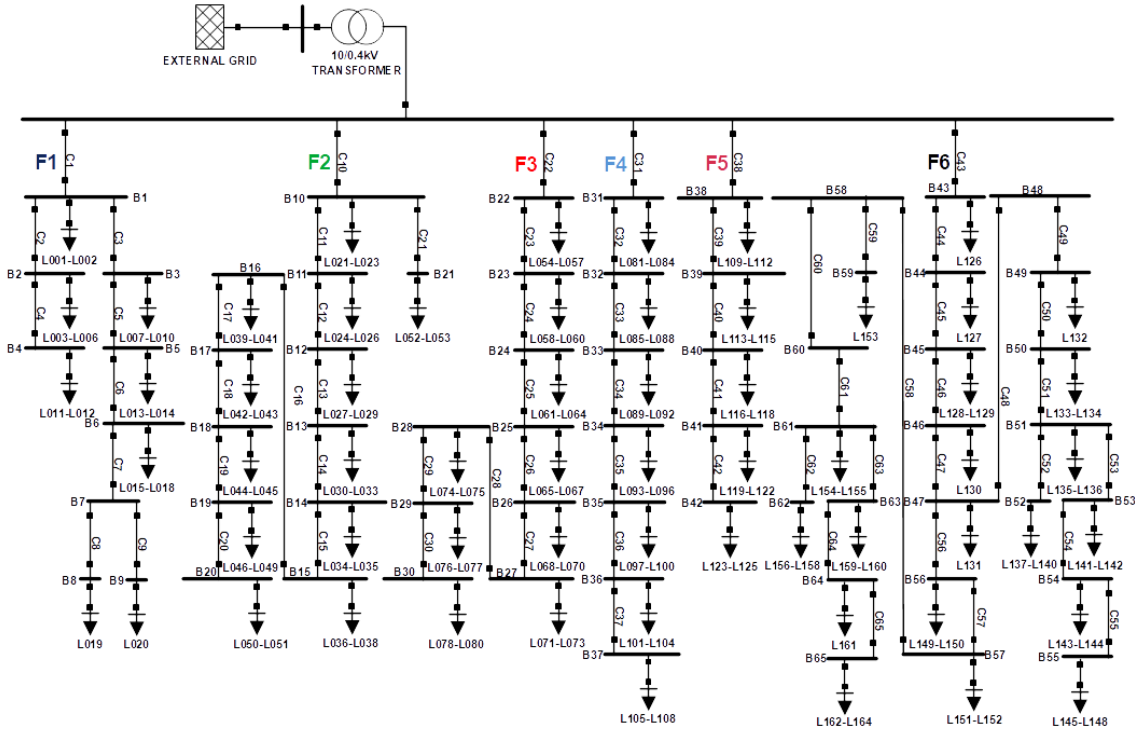 EXTERNAL GRID
10/0.4kV
TRANSFORMER
F1
C1
F2
C10
F3
C22
F4
C31
F5
C38
F6
C43
B1
B10
B22
B31
B38
B58
B43
B48
C2
C3
L001-L002
C11
L021-L023
C21
C23
L054-L057
C32
L081-L084
C39
L109-L112
C60
C59
C44
L126
C49
B2
B3
B16
B11
B21
B23
B32
B39
B59
B44
B49
C4
L003-L006
C5
L007-L010
C17
L039-L041
C12
L024-L026
L052-L053
C24
L058-L060
C33
L085-L088
C40
L113-L115
L153
C45
L127
C50
L132
B4
B5
B17
B12
B24
B33
B40
B60
B45
B50
L011-L012
C6
L013-L014
C18
L042-L043
C16
C13
L027-L029
C25
L061-L064
C34
L089-L092
C41
L116-L118
C61
C58
C46
L128-L129
C48
C51
L133-L134
B6
B18
B13
B28
B25
B34
B41
B61
B46
B51
C7
L015-L018
C19
L044-L045
C14
L030-L033
C29
L074-L075
C28
C26
L065-L067
C35
L093-L096
C42
L119-L122
C62
L154-L155
C63
C47
L130
C52
L135-L136
C53
B7
B19
B14
B29
B26
B35
B42
B62
B63
B47
B52
B53
C8
C9
C20
L046-L049
C15
L034-L035
C30
L076-L077
C27
L068-L070
C36
L097-L100
L123-L125
L156-L158
C64
L159-L160
C56
L131
L137-L140
C54
L141-L142
B8
B9
B20
B15
B30
B27
B36
B64
B56
B54
L019
L020
L050-L051
L036-L038
L078-L080
L071-L073
C37
L101-L104
L161
C65
L149-L150
C57
L143-L144
C55
B37
B65
B57
B55
L105-L108
L162-L164
L151-L152
L145-L148